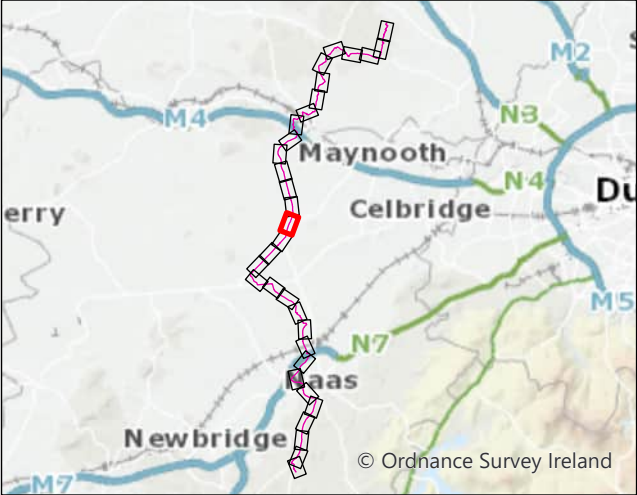 M2
N3
M4
Maynooth
N4
Du
Celbridge
erry
M5
N7
Naas
Newbridge
© Ordnance Survey Ireland
M7